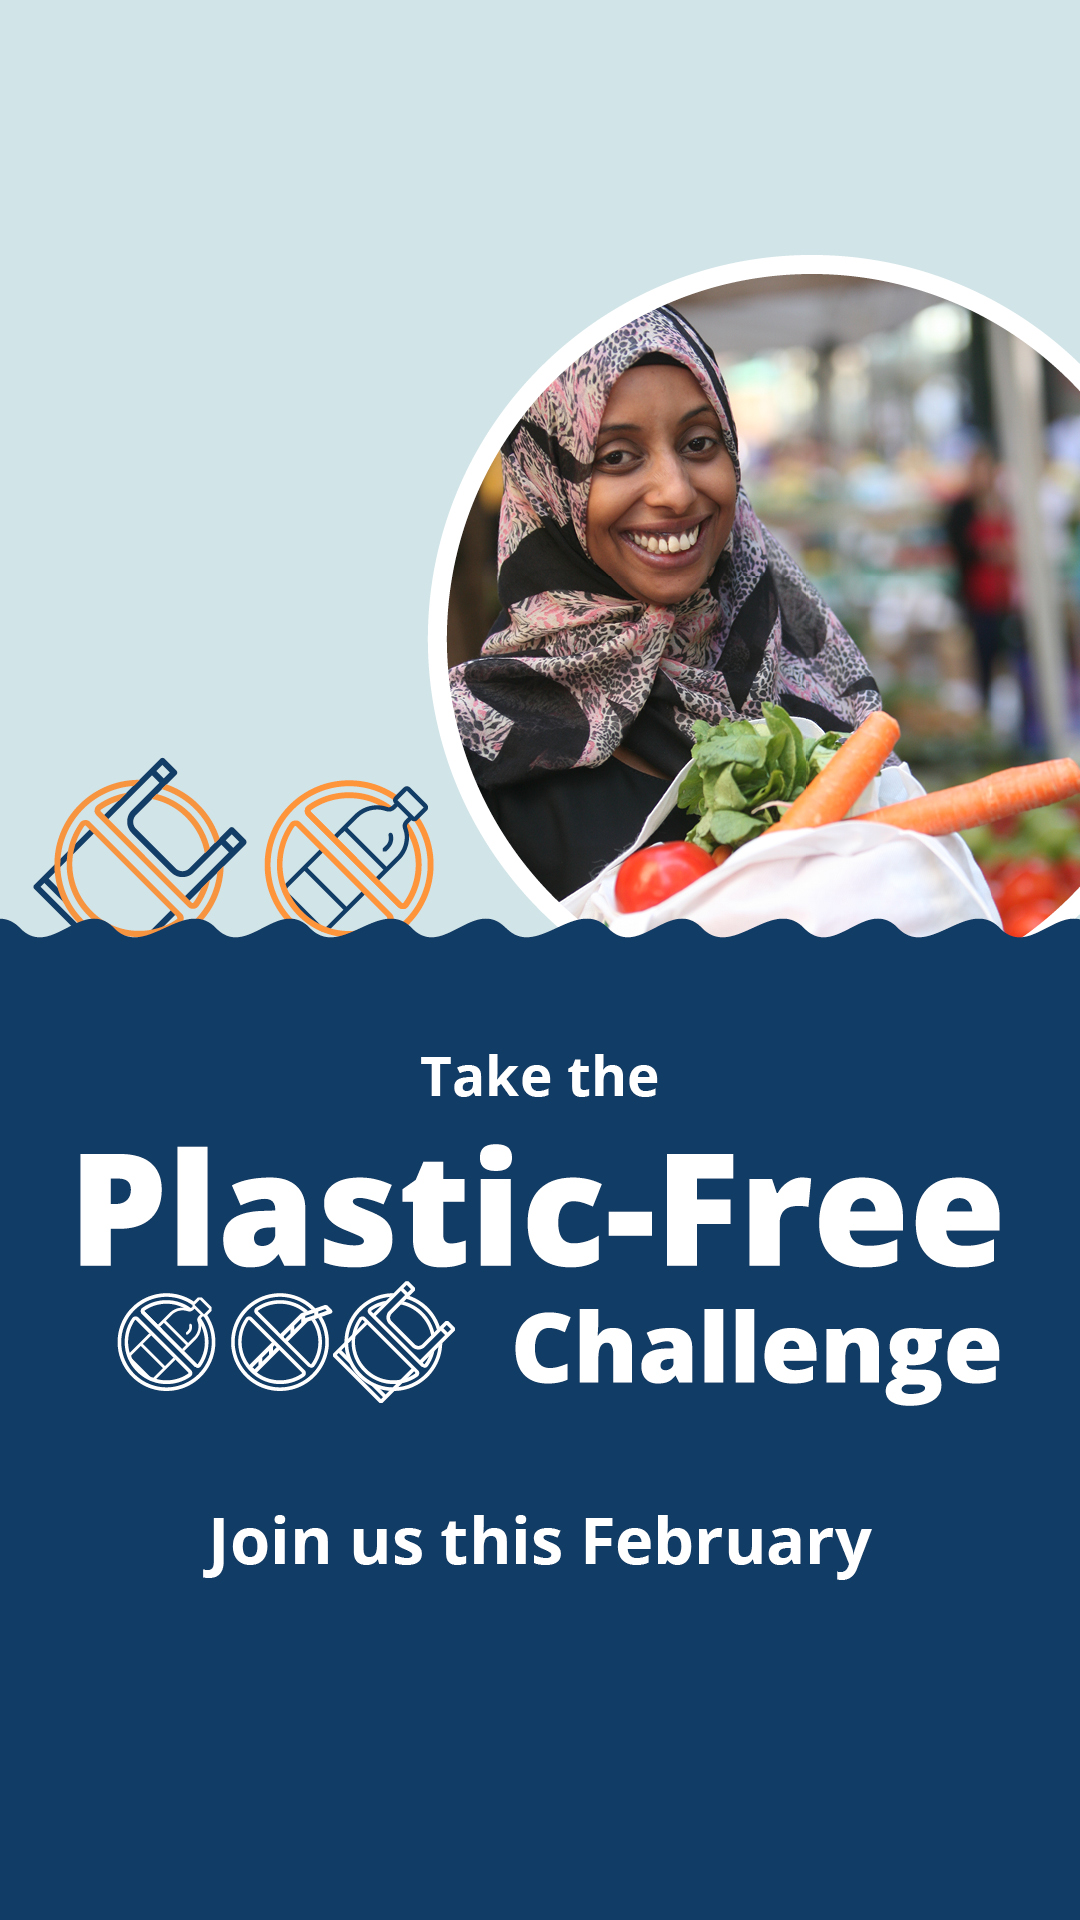 Take the
Plastic-Free
Challenge
Join us this February